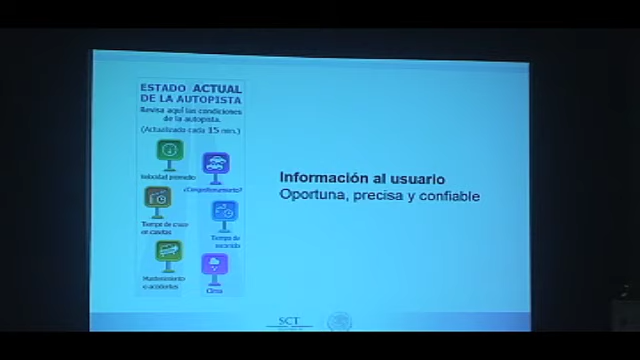 ESTADO ACTUAL
DE LA AUTOPISTA
Revisa aquí las condiciones
de la autopista.
(Actualizado cada 15 min.)
Velocidad promedio
¿Congestionamiento?
Tiempo de cruce
en casetas
Tiempo de
recorrido
Mantenimiento
o accidentes
Clima
Información al usuario
Oportuna, precisa y confiable
SCT